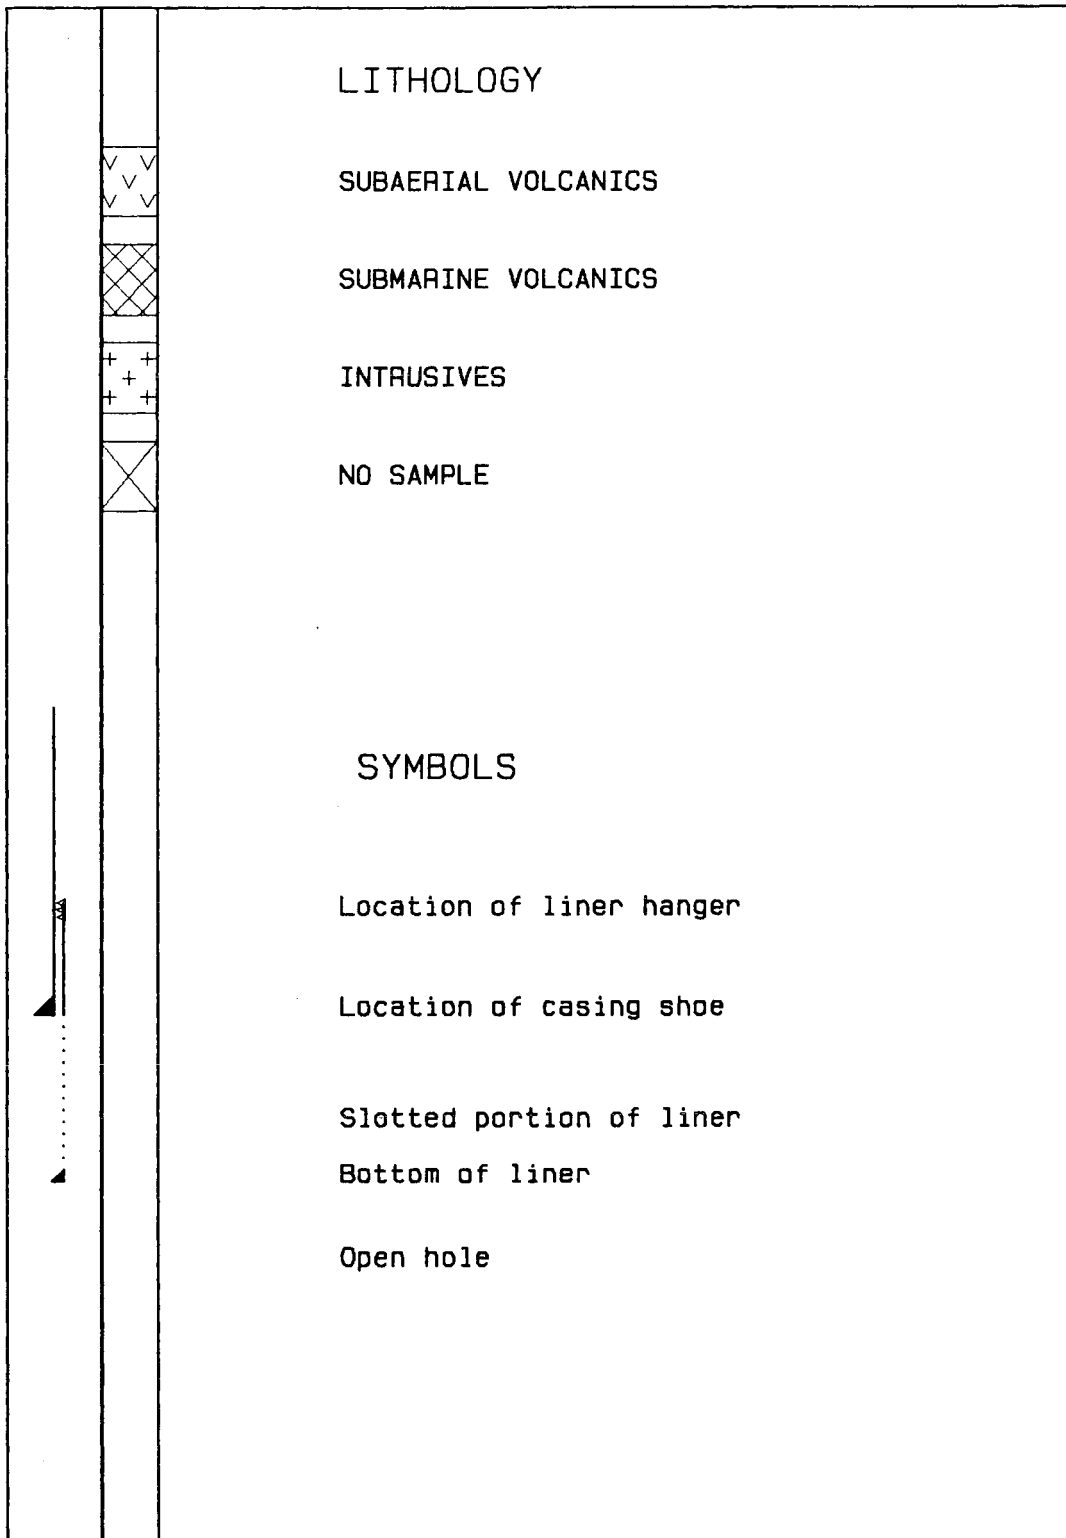 LITHOLOGY
SUBAERIAL VOLCANICS
SUBMARINE VOLCANICS
INTRUSIVES
NO SAMPLE
SYMBOLS
Location of liner hanger
Location of casing shoe
Slotted portion of liner
Bottom of liner
Open hole